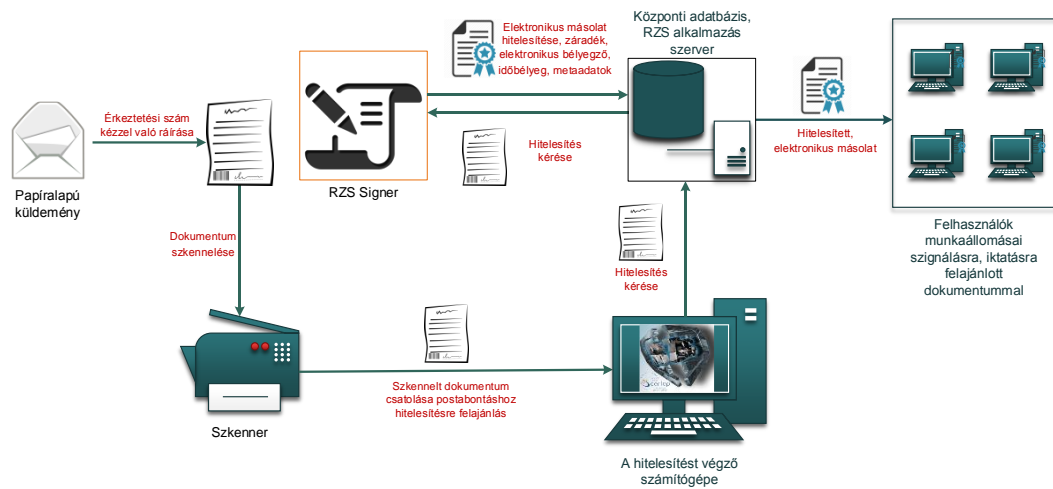 Papíralapú
küldemény
Érkeztetési szám
kézzel való ráírása
Dokumentum
szkennelése
Szkenner
Szkennelt dokumentum
csatolása postabontáshoz
hitelesítésre felajánlás
A hitelesítést végző
számítógépe
Hitelesítés
kérése
Központi adatbázis,
RZS alkalmazás
szerver
Hitelesítés
kérése
RZS Signer
Elektronikus másolat
hitelesítése, záradék,
elektronikus bélyegző,
időbélyeg, metaadatok
Hitelesített,
elektronikus másolat
Felhasználók
munkaállomásai
szignálásra, iktatásra
felajánlott
dokumentummal